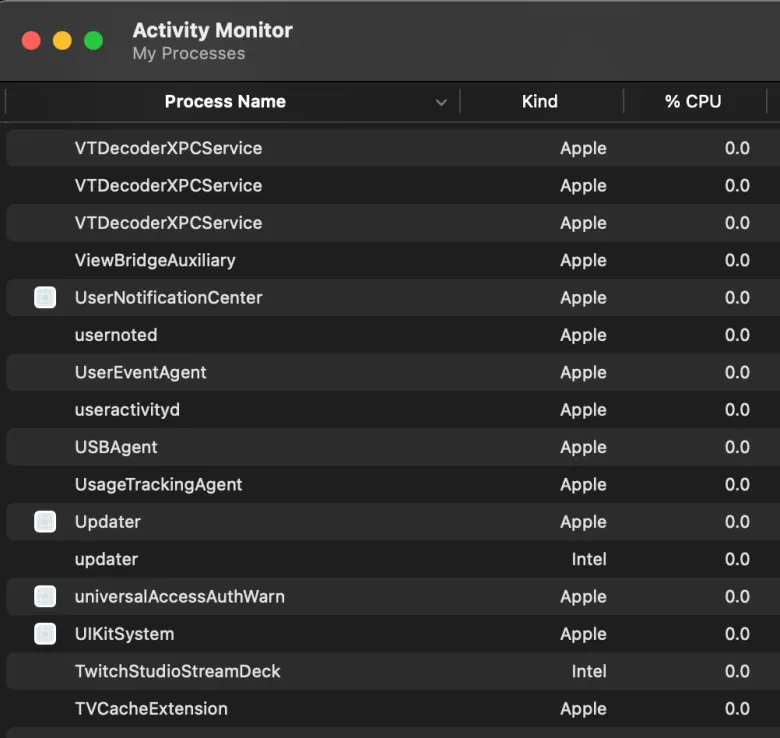 Activity Monitor
My Processes
Process Name Kind % CPU
VTDecoderXPCService Apple 0.0
VTDecoderXPCService Apple 0.0
VTDecoderXPCService Apple 0.0
ViewBridgeAuxiliary Apple 0.0
UserNotificationCenter Apple 0.0
usernoted Apple 0.0
UserEventAgent Apple 0.0
useractivityd Apple 0.0
USBAgent Apple 0.0
UsageTrackingAgent Apple 0.0
Updater Apple 0.0
updater Intel 0.0
universalAccessAuthWarn Apple 0.0
UIKitSystem Apple 0.0
TwitchStudioStreamDeck Intel 0.0
TVCacheExtension Apple 0.0